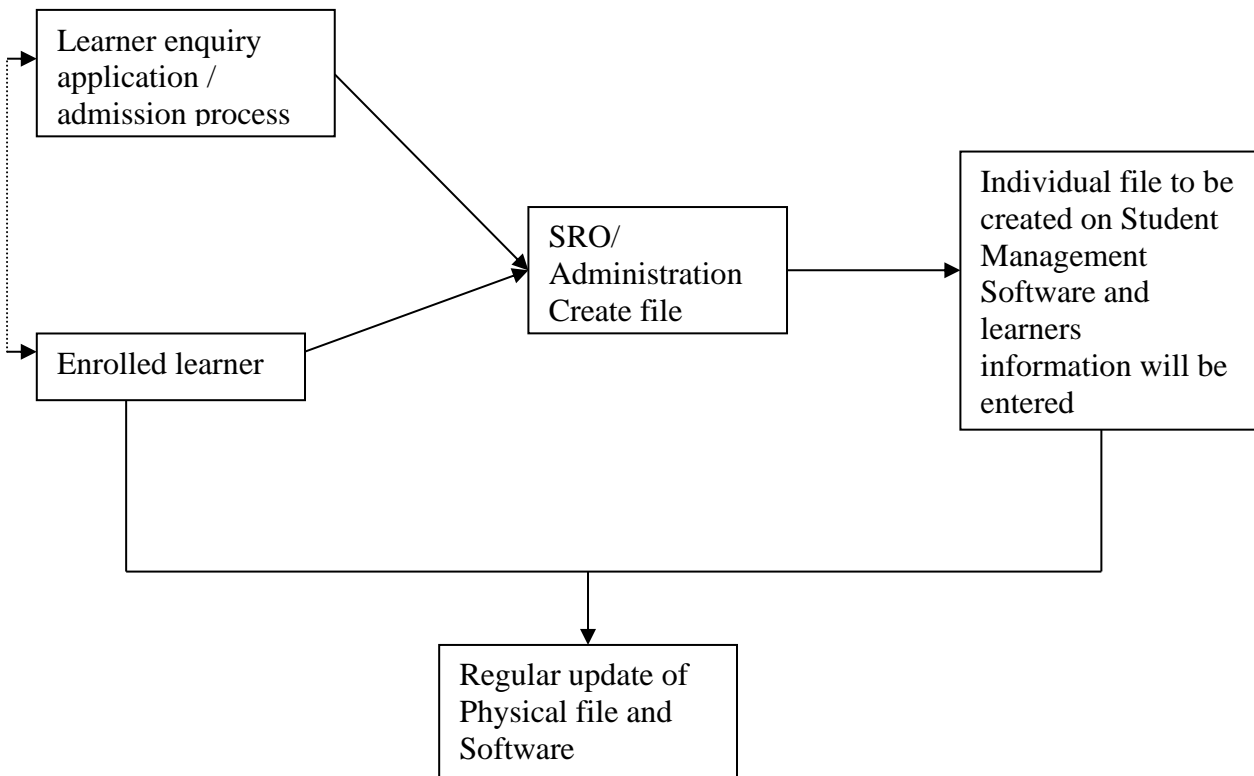 Learner enquiry
application /
admission process
Enrolled learner
SRO/
Administration
Create file
Individual file to be
created on Student
Management
Software and
learners
information will be
entered
Regular update of
Physical file and
Software